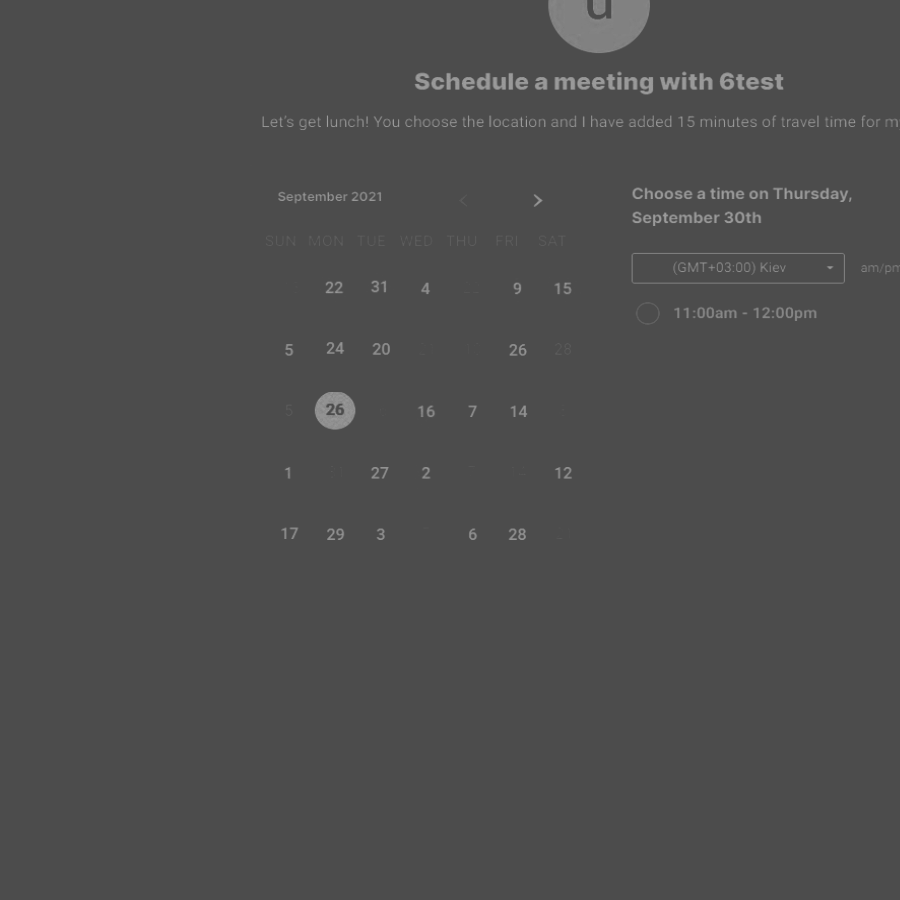 u
Schedule a meeting with 6test
Let's get lunch! You choose the location and I have added 15 minutes of travel time for m
September 2021
SUN MON TUE WED THU FRI SAT
22 31 4 9 15
5 24 20 26 28
5 26 16 7 14
1 27 2 12
17 29 3 6 28
Choose a time on Thursday,
September 30th
(GMT+03:00) Kiev am/pm
11:00am - 12:00pm